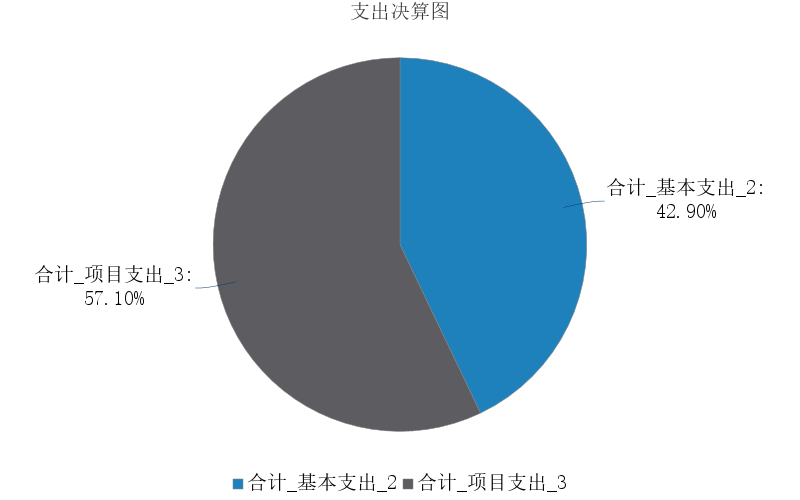 支出决算图
合计_基本支出_2:
42.90%
合计_项目支出_3:
57.10%
合计_基本支出_2 合计_项目支出_3